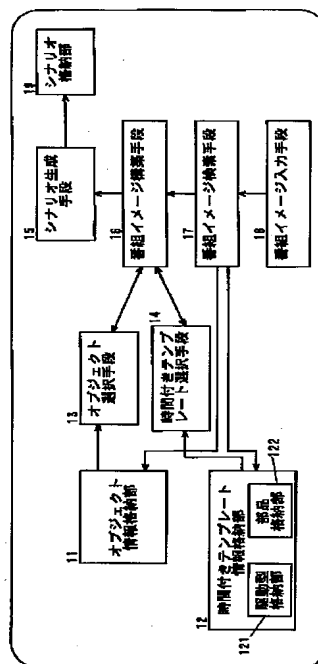 11
オブジェクト
情報格納部
13
オブジェクト
選択手段
15
シナリオ生成
手段
19
シナリオ
格納部
14
時間付きテンプ
レート選択手段
16
番組イメージ構築手段
12
時間付きテンプレート
情報格納部
121
駆動型
格納部
122
部品
格納部
17
番組イメージ検索手段
18
番組イメージ入力手段